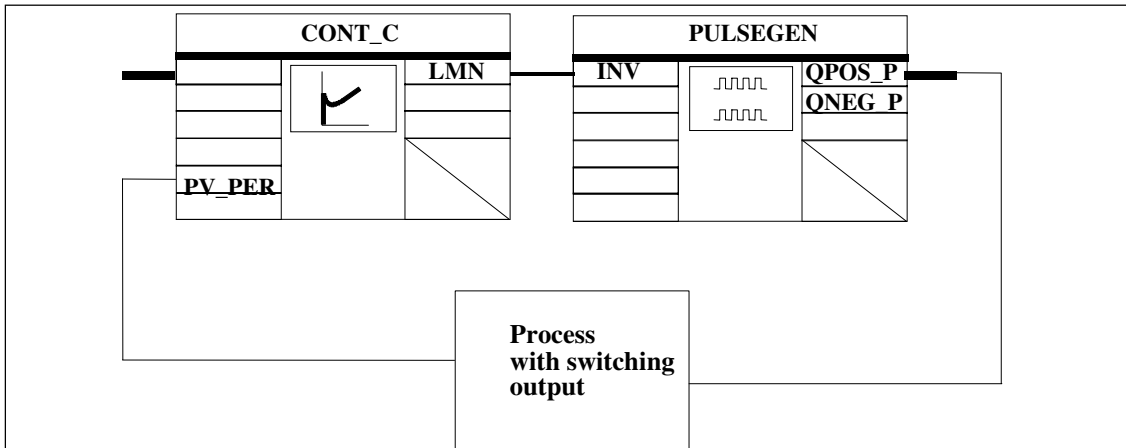 CONT_C
PULSEGEN
LMN
INV
QPOS_P
QNEG_P
PV_PER
Process
with switching
output